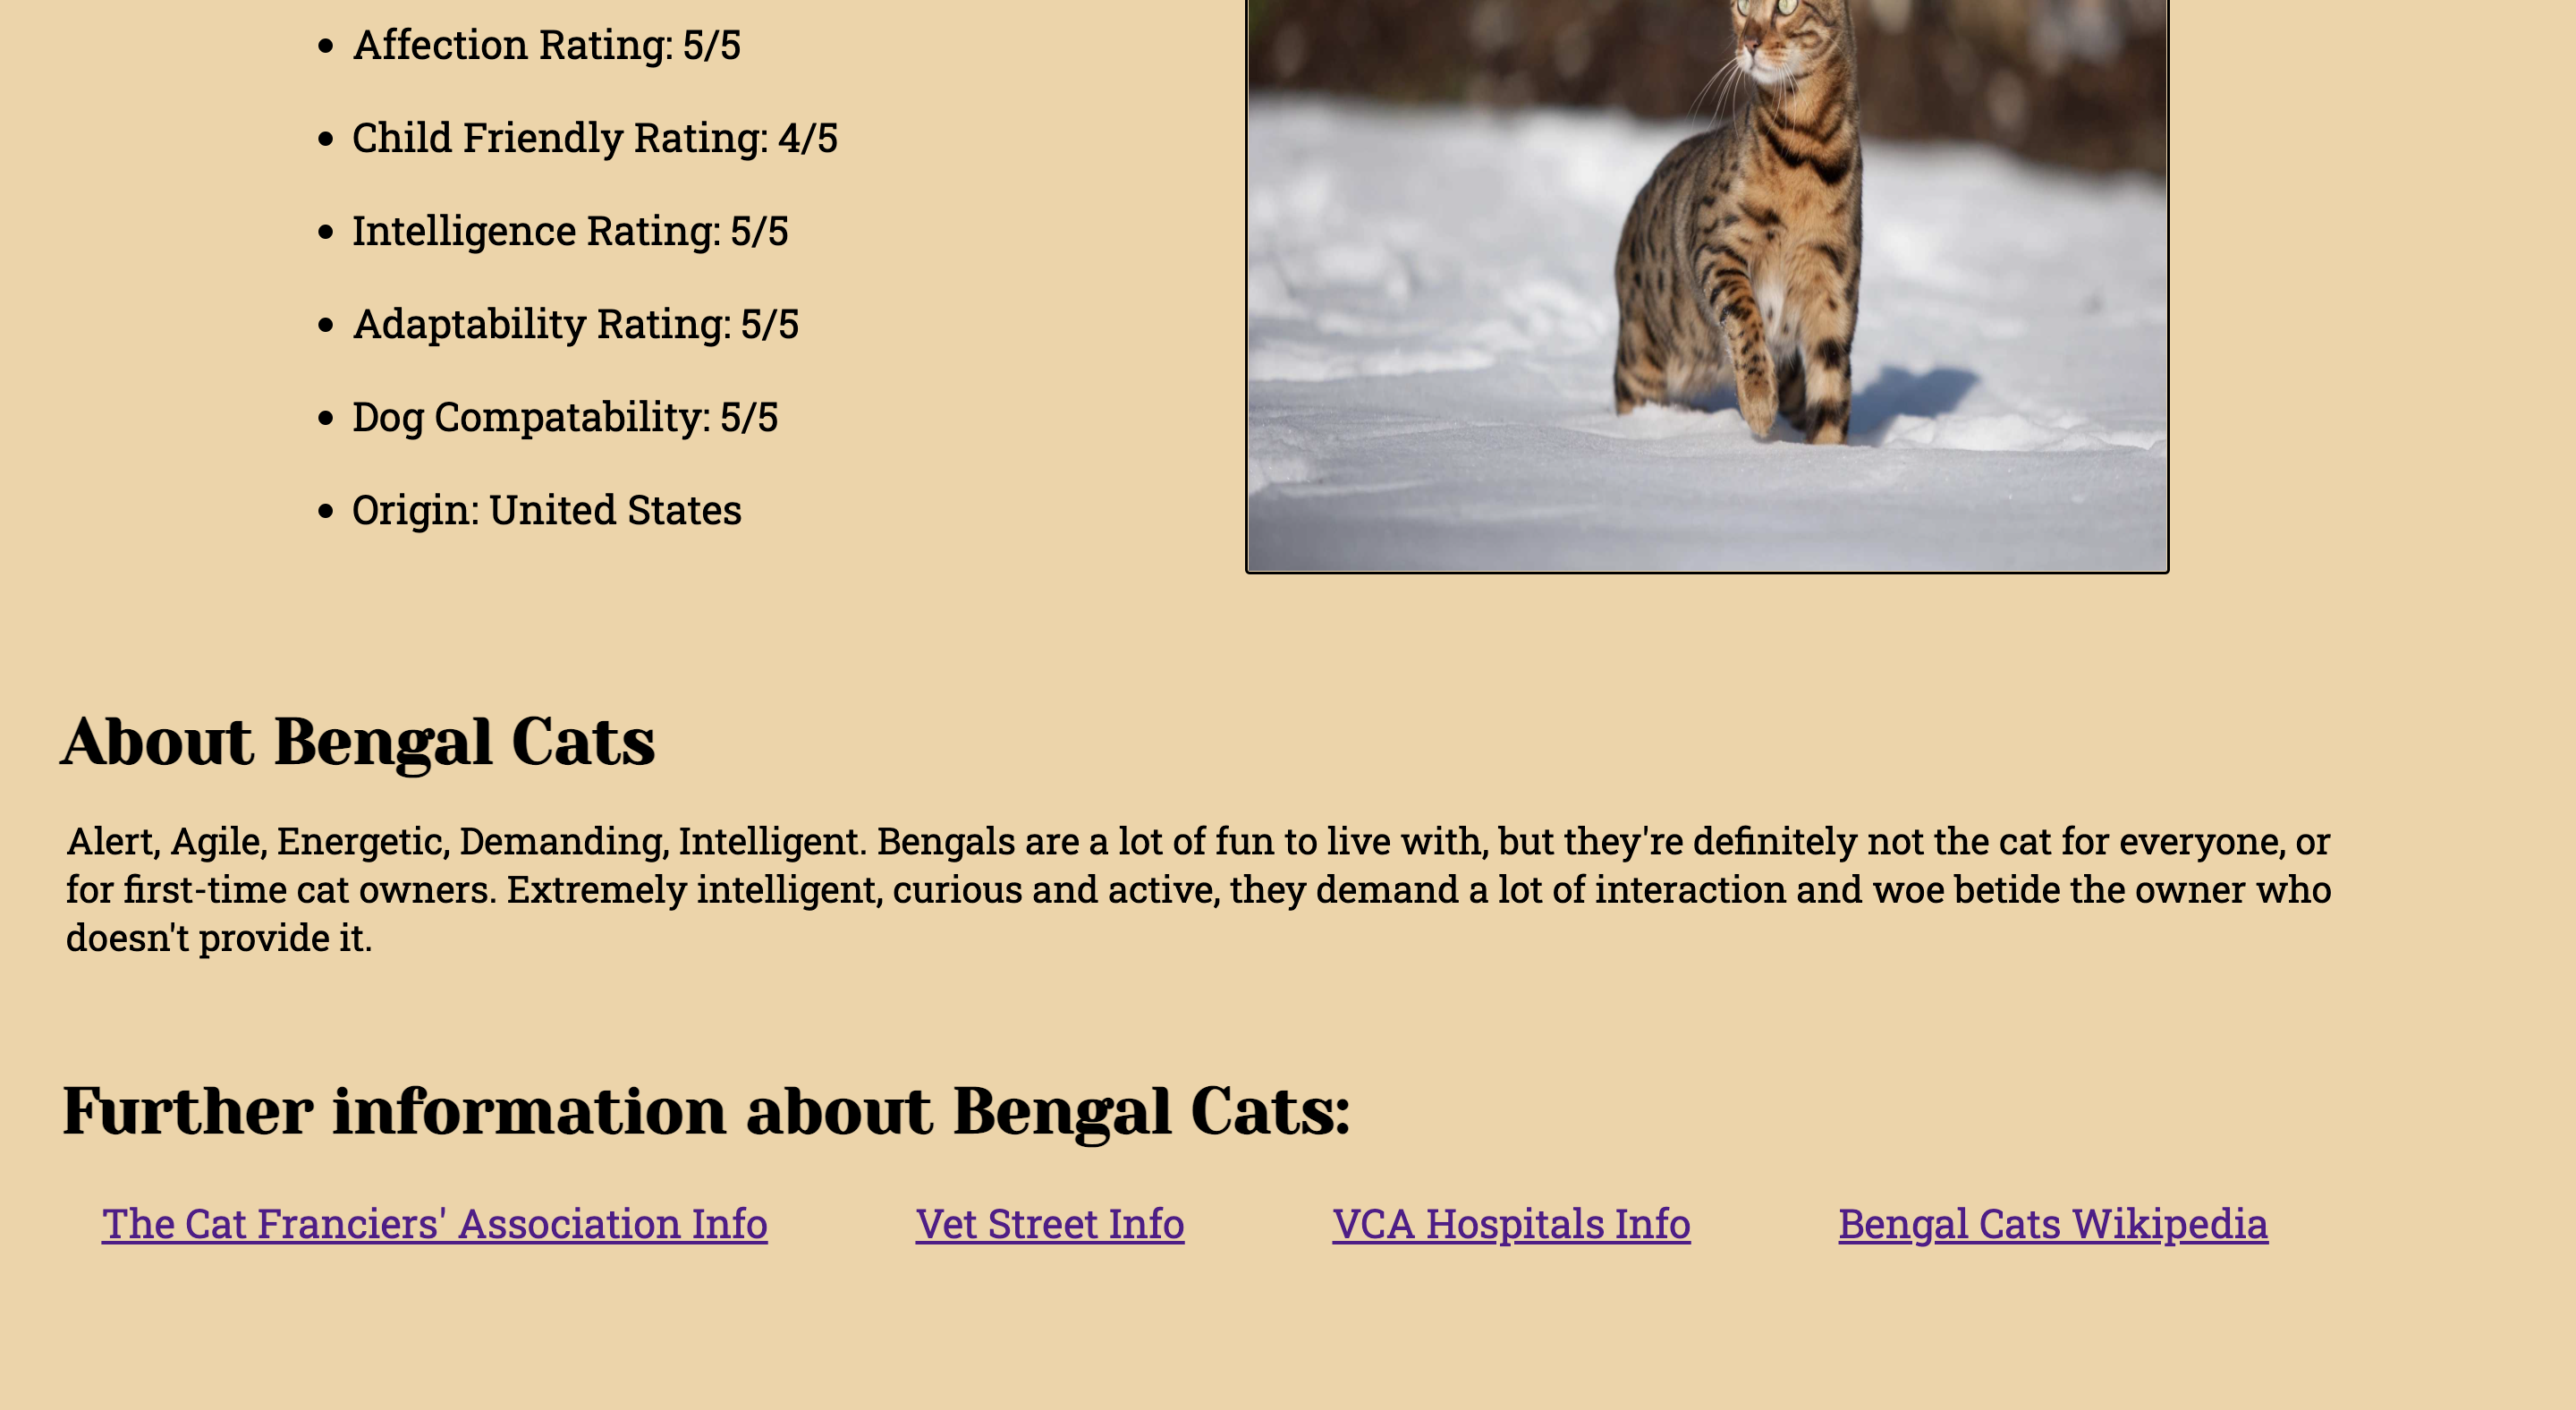 Affection Rating: 5/5
Child Friendly Rating: 4/5
Intelligence Rating: 5/5
Adaptability Rating: 5/5
Dog Compatability: 5/5
Origin: United States
About Bengal Cats
Alert, Agile, Energetic, Demanding, Intelligent. Bengals are a lot of fun to live with, but they're definitely not the cat for everyone, or
for first-time cat owners. Extremely intelligent, curious and active, they demand a lot of interaction and woe betide the owner who
doesn't provide it.
Further information about Bengal Cats:
The Cat Franciers' Association Info Vet Street Info VCA Hospitals Info Bengal Cats Wikipedia